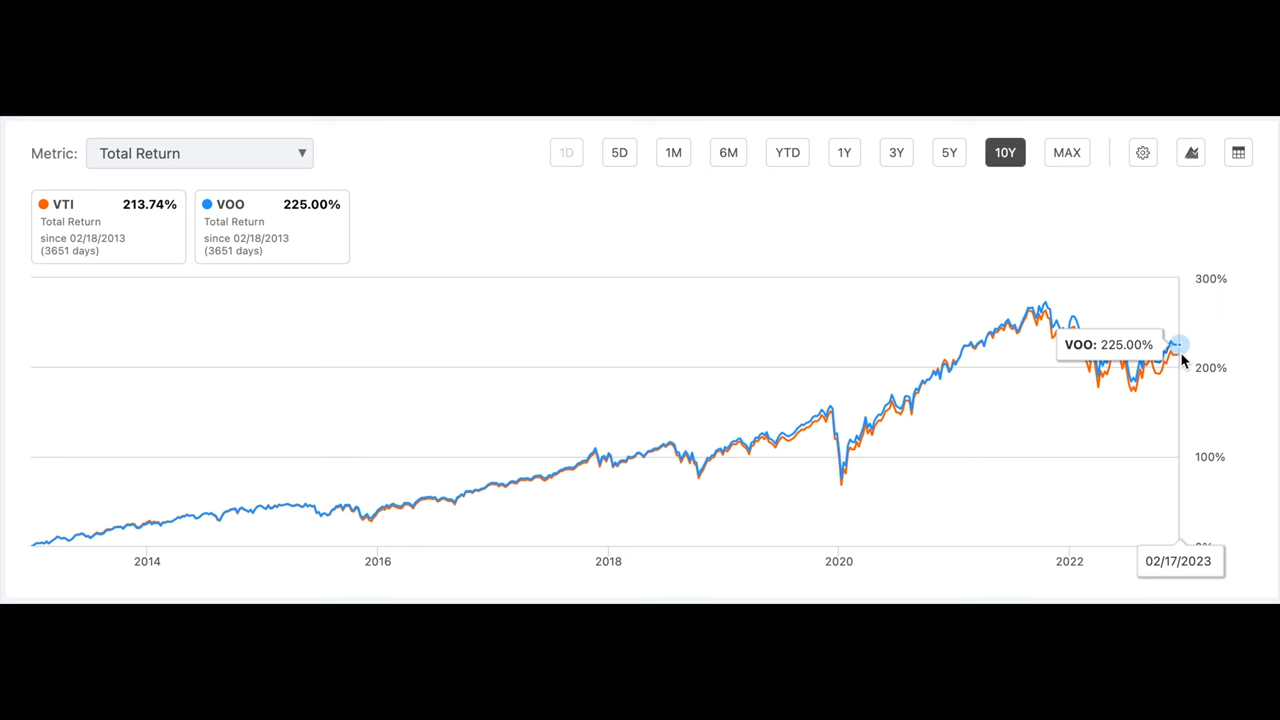 Metric: Total Return ▼ 1D 5D 1M 6M YTD 1Y 3Y 5Y 10Y MAX
VTI 213.74%
Total Return
since 02/18/2013
(3651 days)
VOO 225.00%
Total Return
since 02/18/2013
(3651 days)
300%
VOO: 225.00%
200%
100%
2014 2016 2018 2020 2022 02/17/2023